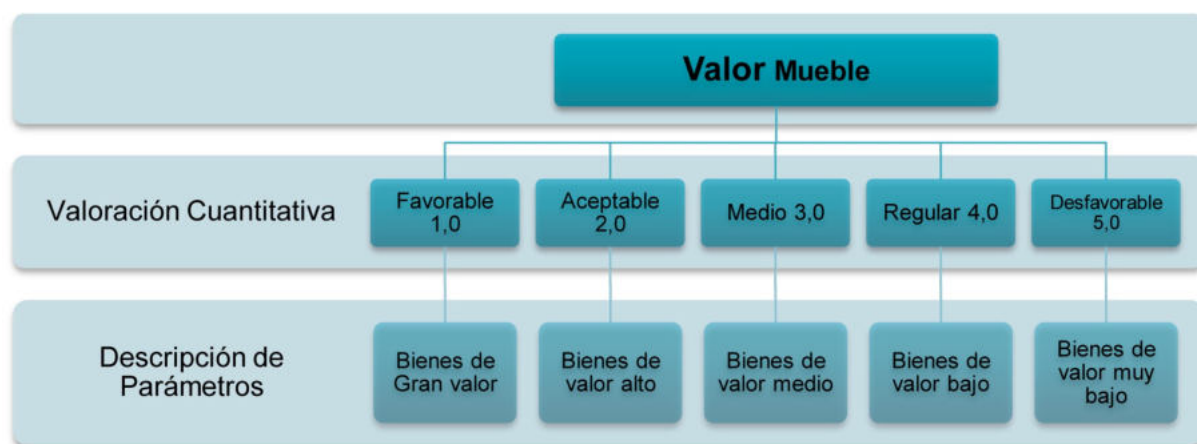 Valor Mueble
Valoración Cuantitativa
Favorable
1,0
Aceptable
2,0
Medio 3,0
Regular 4,0
Desfavorable
5,0
Descripción de
Parámetros
Bienes de
Gran valor
Bienes de
valor alto
Bienes de
valor medio
Bienes de
valor bajo
Bienes de
valor muy
bajo